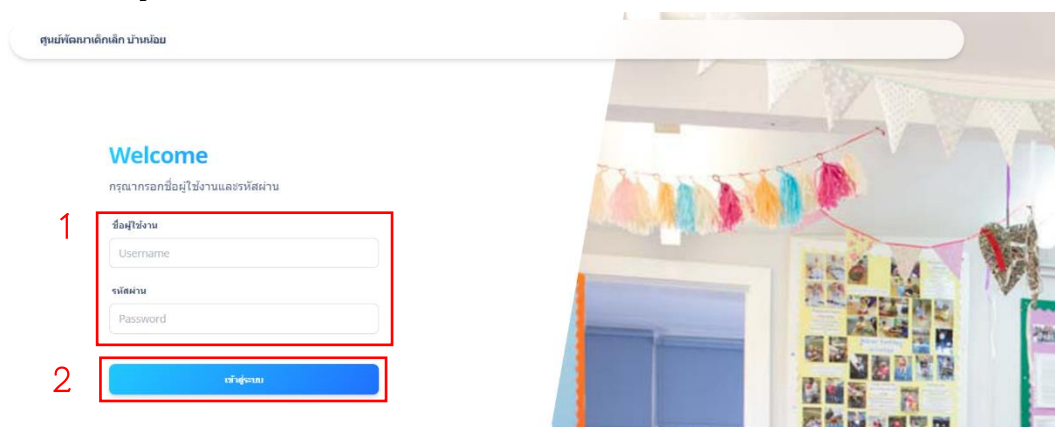 ศูนย์พัฒนาเด็กเล็ก บ้านน้อย
Welcome
กรุณากรอกชื่อผู้ใช้งานและรหัสผ่าน
1
ชื่อผู้ใช้งาน
Username
รหัสผ่าน
Password
2
เข้าสู่ระบบ